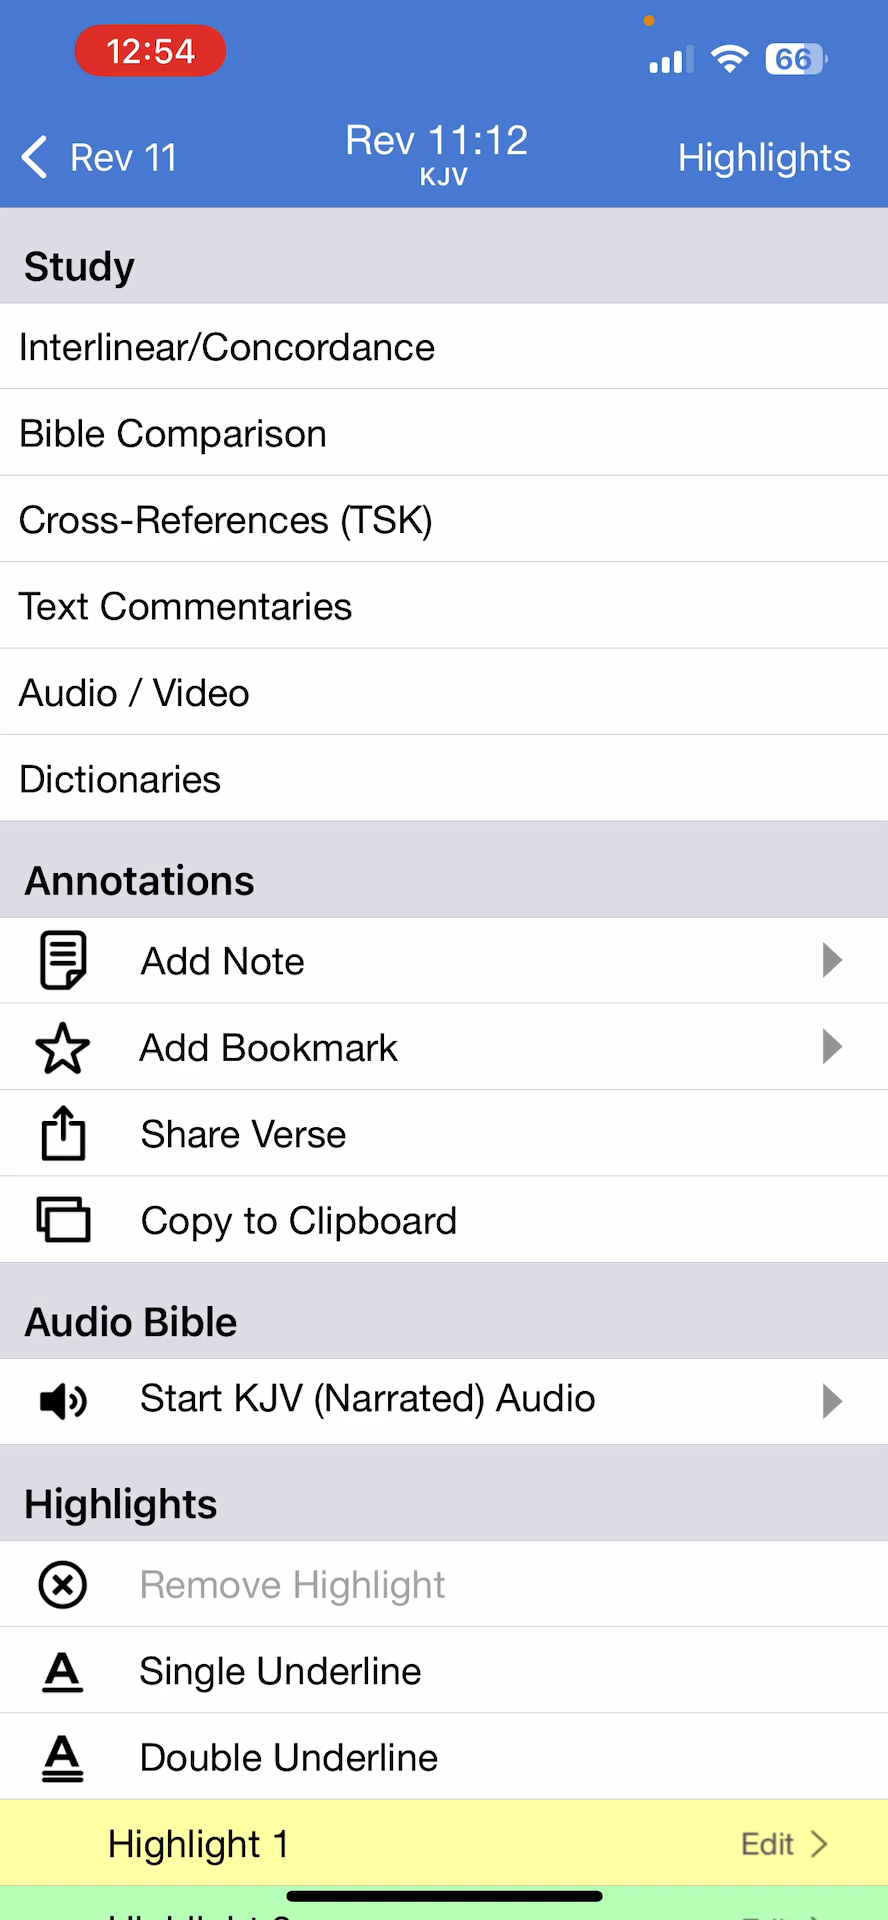 12:54
66
Rev 11
Rev 11:12
KJV
Highlights
Study
Interlinear/Concordance
Bible Comparison
Cross-References (TSK)
Text Commentaries
Audio / Video
Dictionaries
Annotations
Add Note
Add Bookmark
Share Verse
Copy to Clipboard
Audio Bible
Start KJV (Narrated) Audio
Highlights
Remove Highlight
A Single Underline
A Double Underline
Highlight 1
Edit